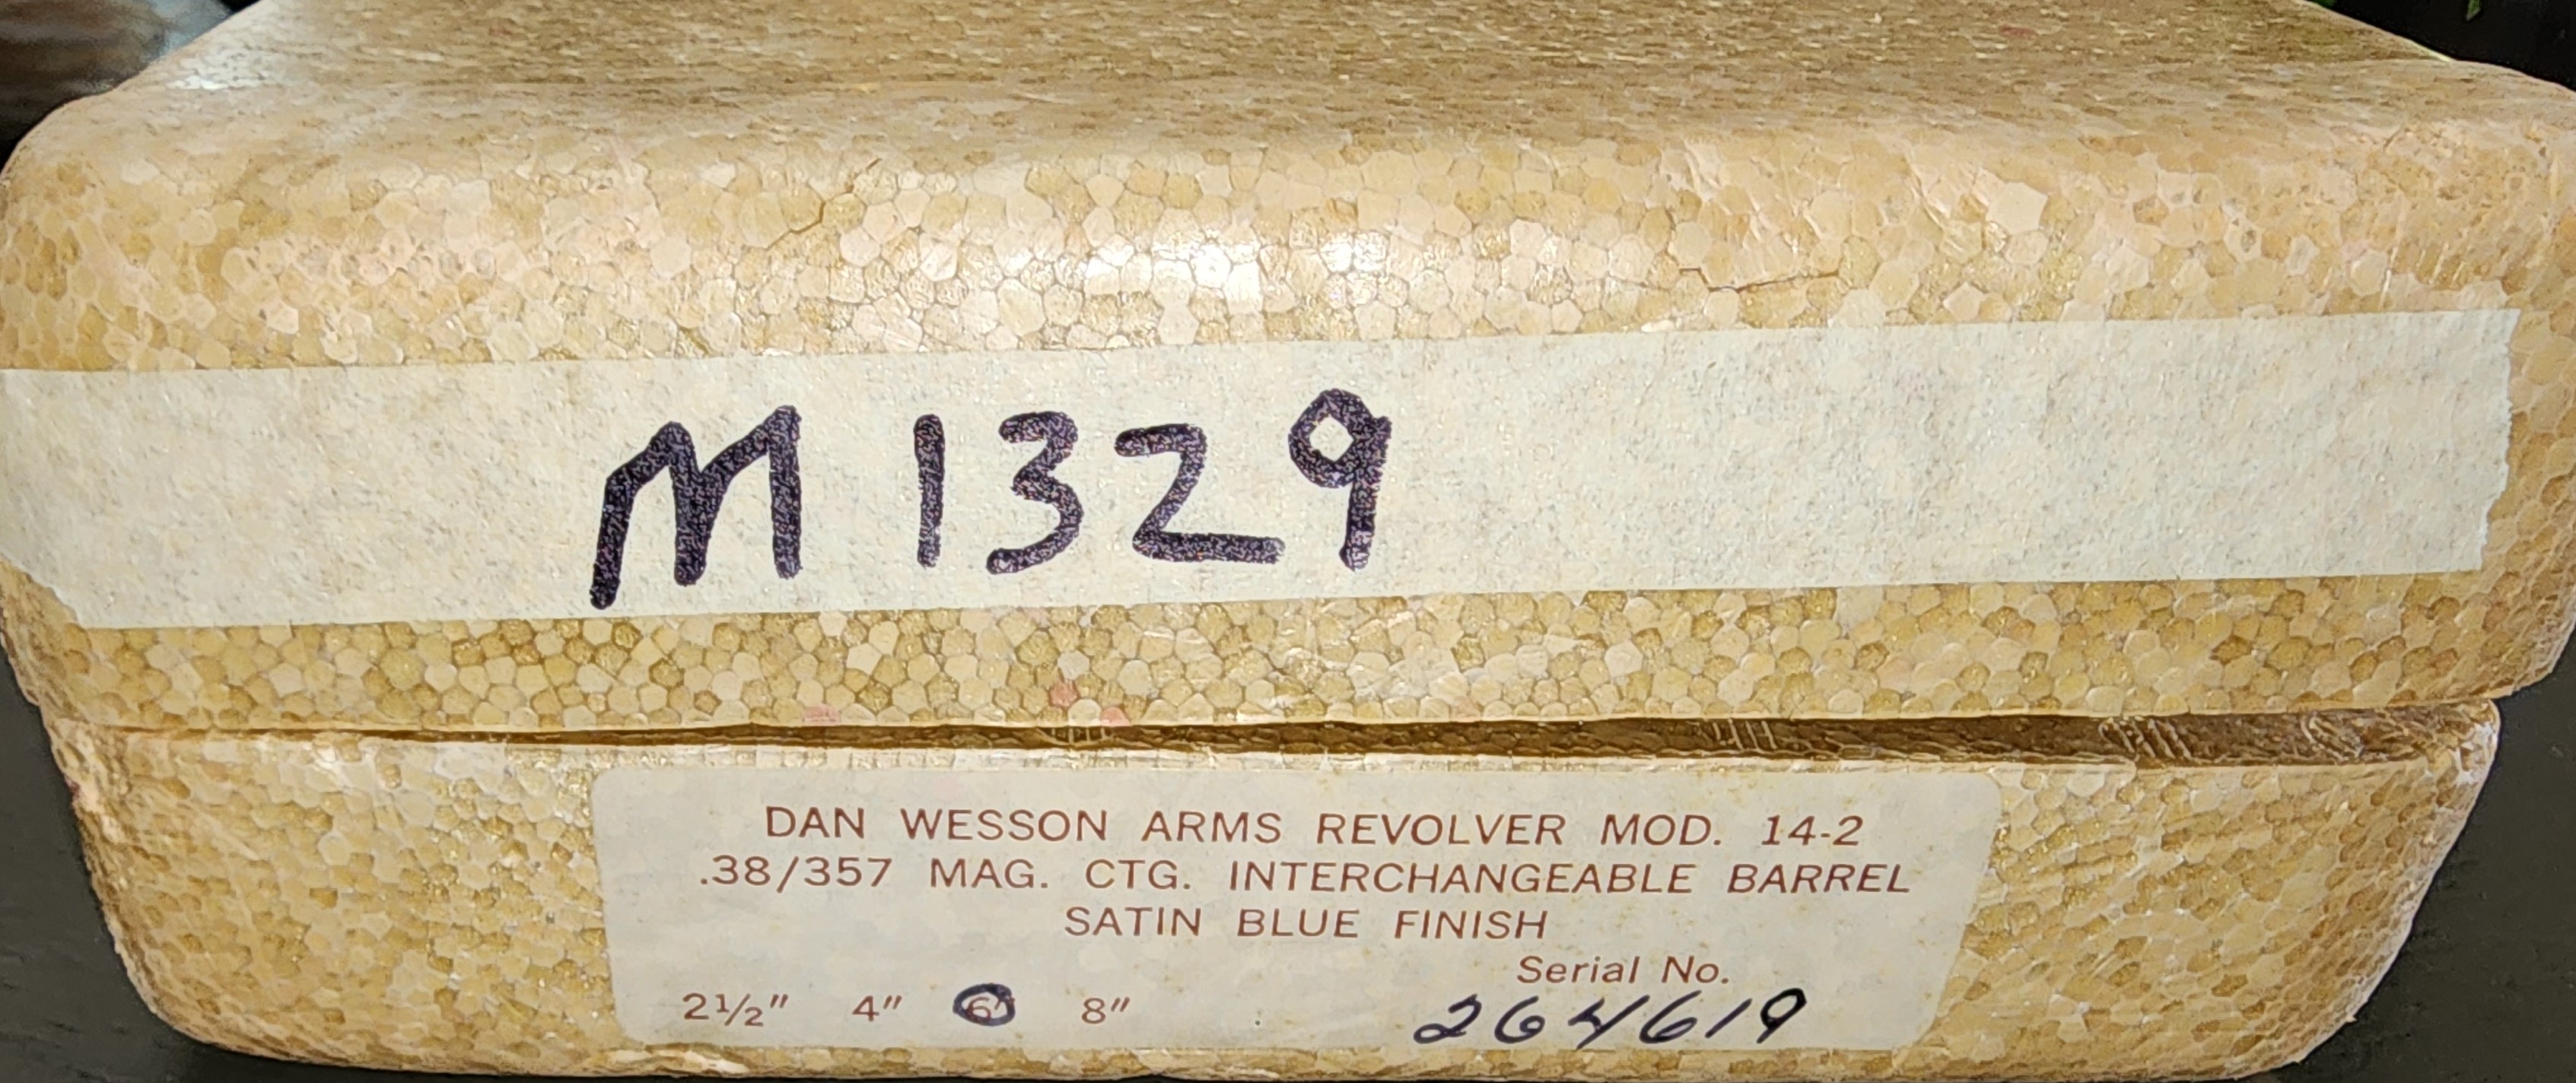 M 1329
DAN WESSON ARMS REVOLVER MOD. 14-2
.38/357 MAG. CTG. INTERCHANGEABLE BARREL
SATIN BLUE FINISH
Serial No.
2½" 4" 6" 8" 264619